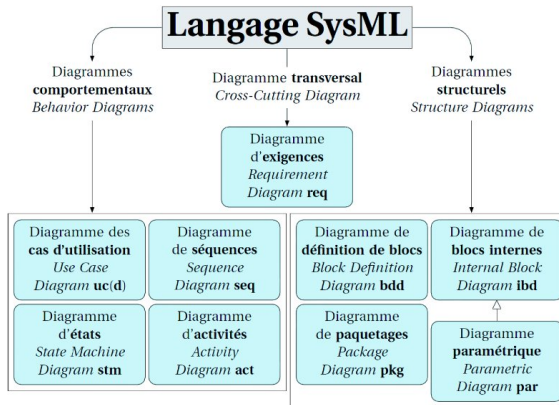 Langage SysML
Diagrammes
comportementaux
Behavior Diagrams
Diagramme transversal
Cross-Cutting Diagram
Diagrammes
structurels
Structure Diagrams
Diagramme
d'exigences
Requirement
Diagram req
Diagramme des
cas d'utilisation
Use Case
Diagram uc(d)
Diagramme
de séquences
Sequence
Diagram seq
Diagramme
d'états
State Machine
Diagram stm
Diagramme
d'activités
Activity
Diagram act
Diagramme de
définition de blocs
Block Definition
Diagram bdd
Diagramme de
blocs internes
Internal Block
Diagram ibd
Diagramme
de paquetages
Package
Diagram pkg
Diagramme
paramétrique
Parametric
Diagram par